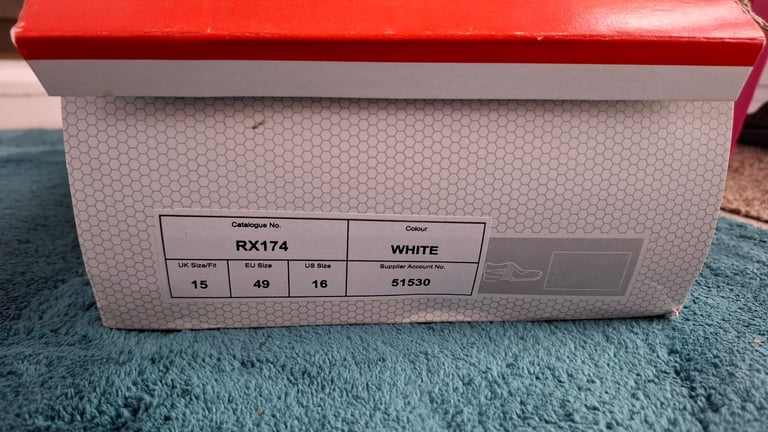 Catalogue No. Colour
RX174 WHITE
UK Size/Fit EU Size US Size Supplier Account No.
15 49 16 51530